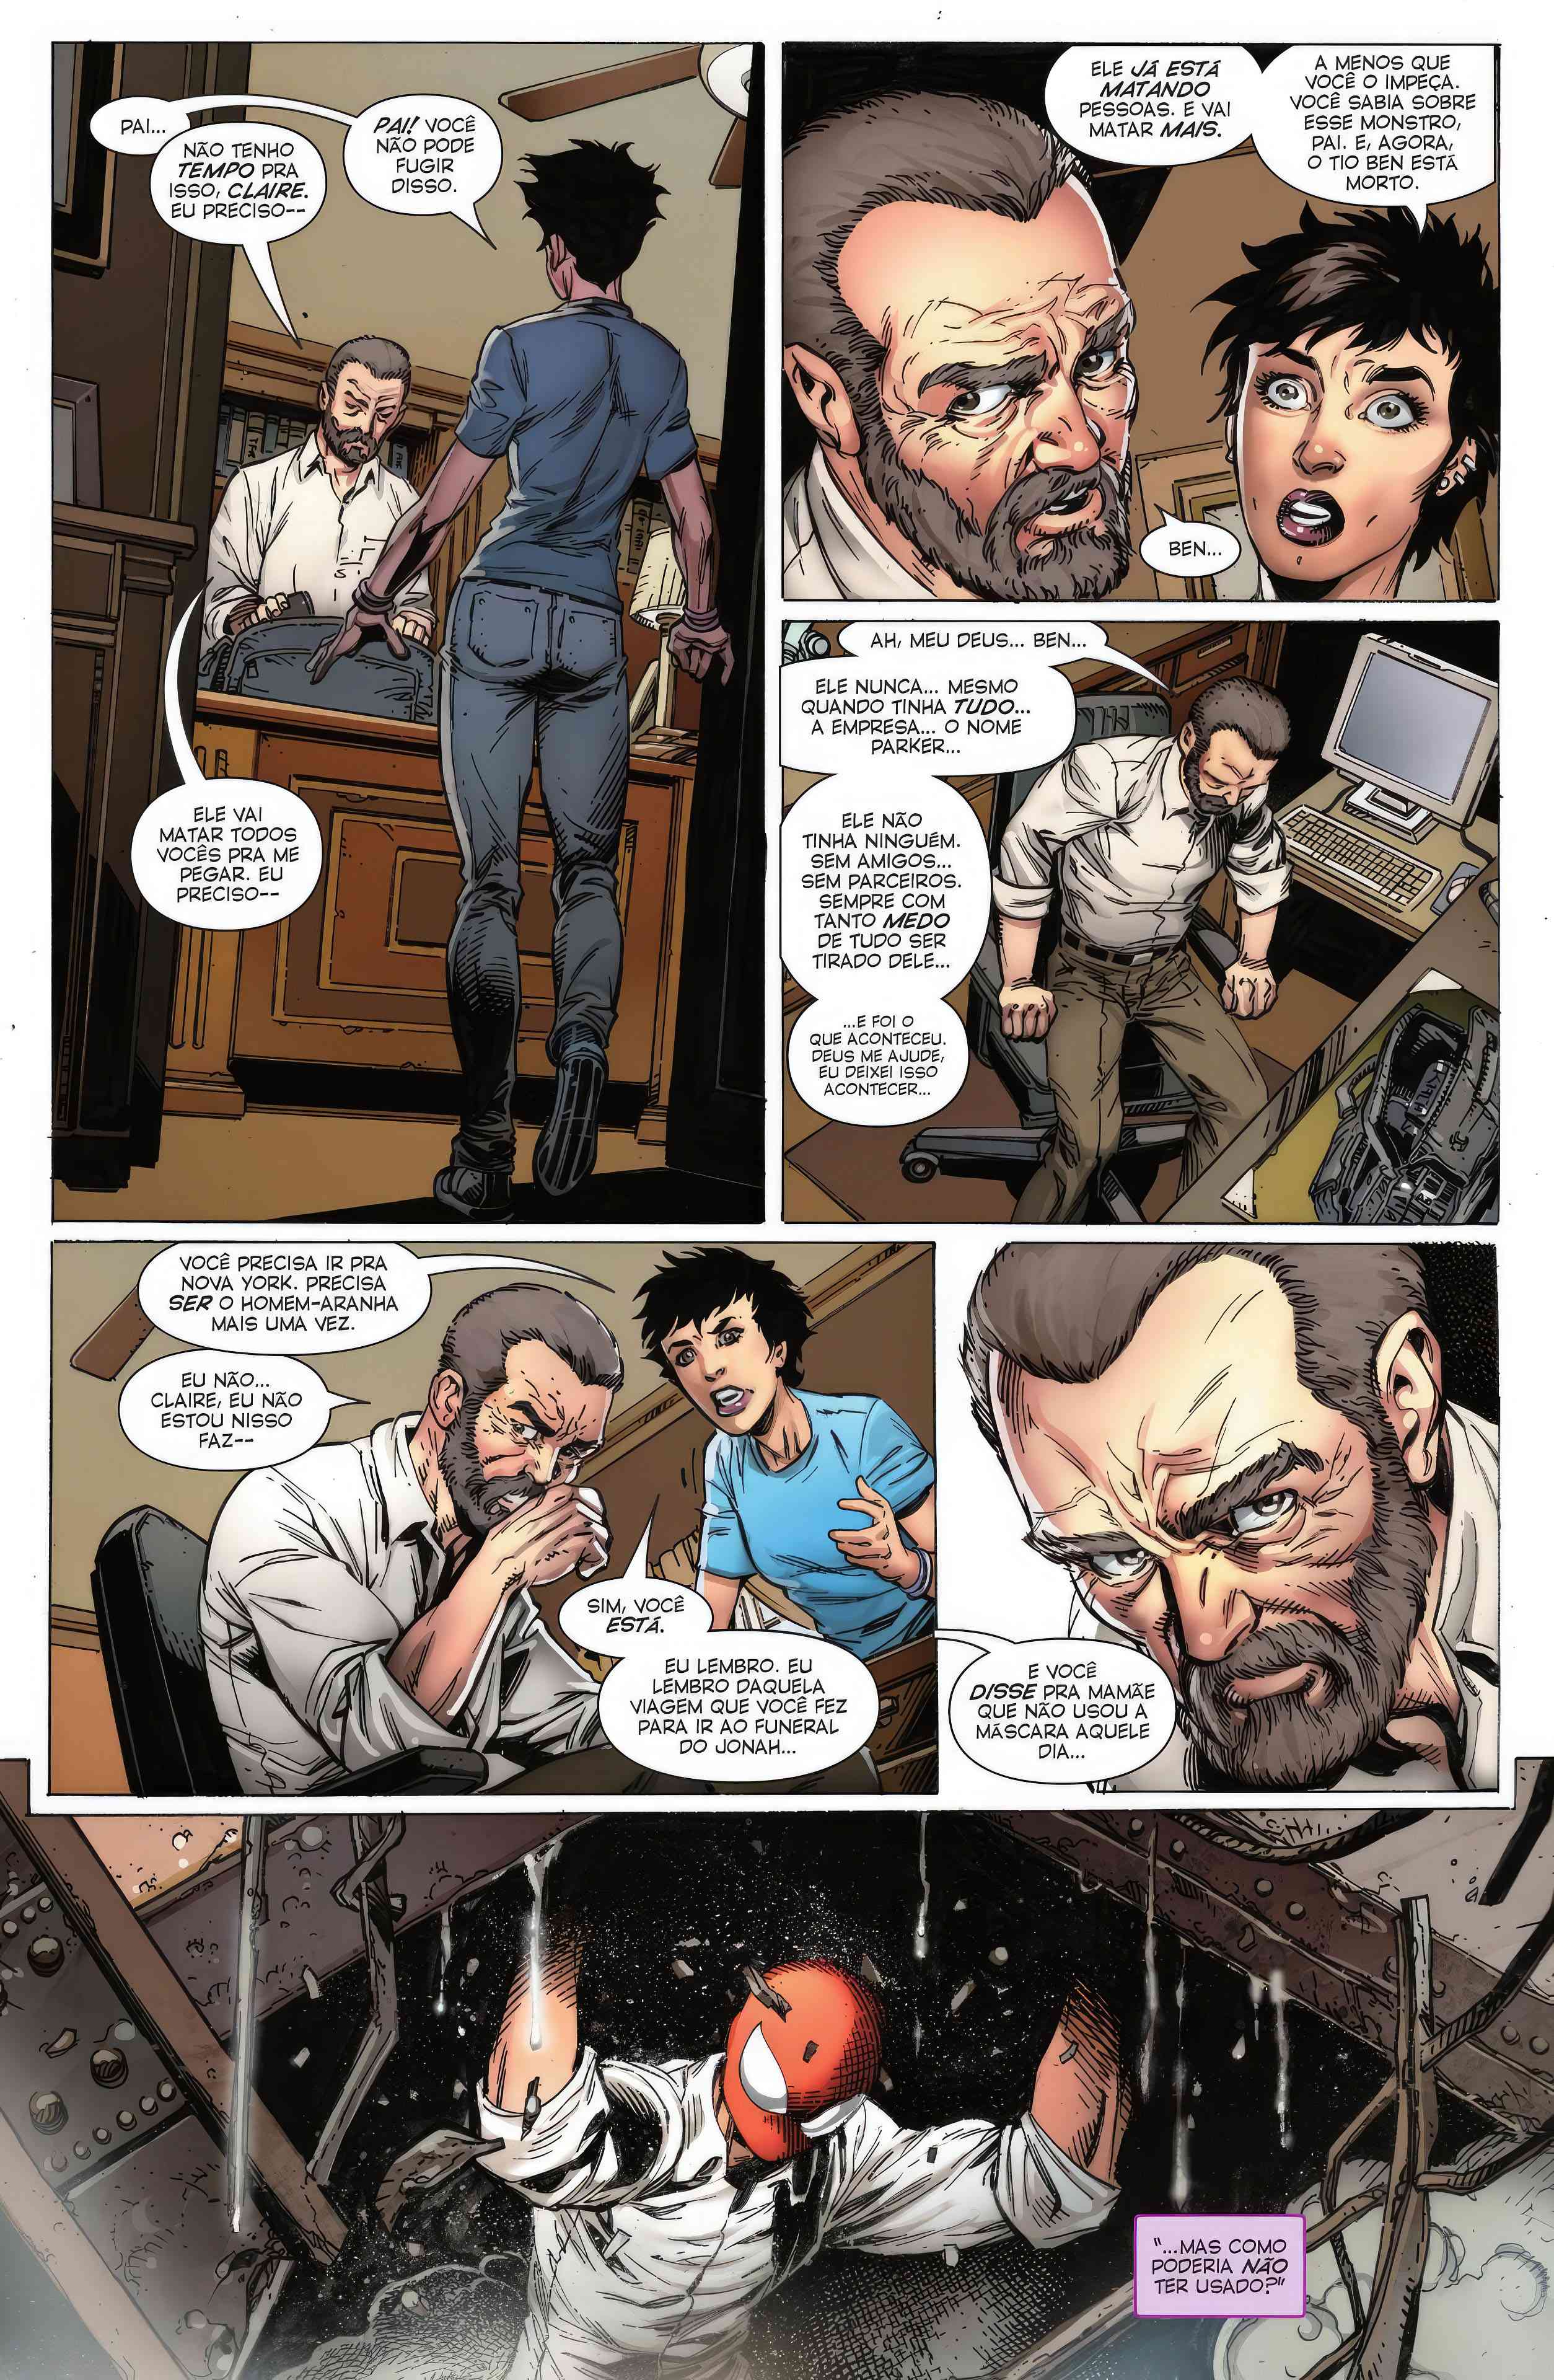 PAI...
NÃO TENHO
TEMPO PRA
ISSO, CLAIRE.
EU PRECISO--
PAI! VOCÊ
NÃO PODE
FUGIR
DISSO.
ELE VAI
MATAR TODOS
VOCÊS PRA ME
PEGAR. EU
PRECISO--
ELE JÁ ESTÁ
MATANDO
PESSOAS. E VAI
MATAR MAIS.
A MENOS QUE
VOCÊ O IMPEÇA.
VOCÊ SABIA SOBRE
ESSE MONSTRO,
PAI. E, AGORA,
O TIO BEN ESTÁ
MORTO.
BEN...
AH, MEU DEUS... BEN...
ELE NUNCA... MESMO
QUANDO TINHA TUDO...
A EMPRESA... O NOME
PARKER...
ELE NÃO
TINHA NINGUÉM.
SEM AMIGOS...
SEM PARCEIROS.
SEMPRE COM
TANTO MEDO
DE TUDO SER
TIRADO DELE...
...E FOI O
QUE ACONTECEU.
DEUS ME AJUDE,
EU DEIXEI ISSO
ACONTECER...
VOCÊ PRECISA IR PRA
NOVA YORK. PRECISA
SER O HOMEM-ARANHA
MAIS UMA VEZ.
EU NÃO...
CLAIRE, EU NÃO
ESTOU NISSO
FAZ--
SIM, VOCÊ
ESTÁ.
EU LEMBRO. EU
LEMBRO DAQUELA
VIAGEM QUE VOCÊ FEZ
PARA IR AO FUNERAL
DO JONAH...
E VOCÊ
DISSE PRA MAMÃE
QUE NÃO USOU A
MÁSCARA AQUELE
DIA...
"...MAS COMO
PODERIA NÃO
TER USADO?"